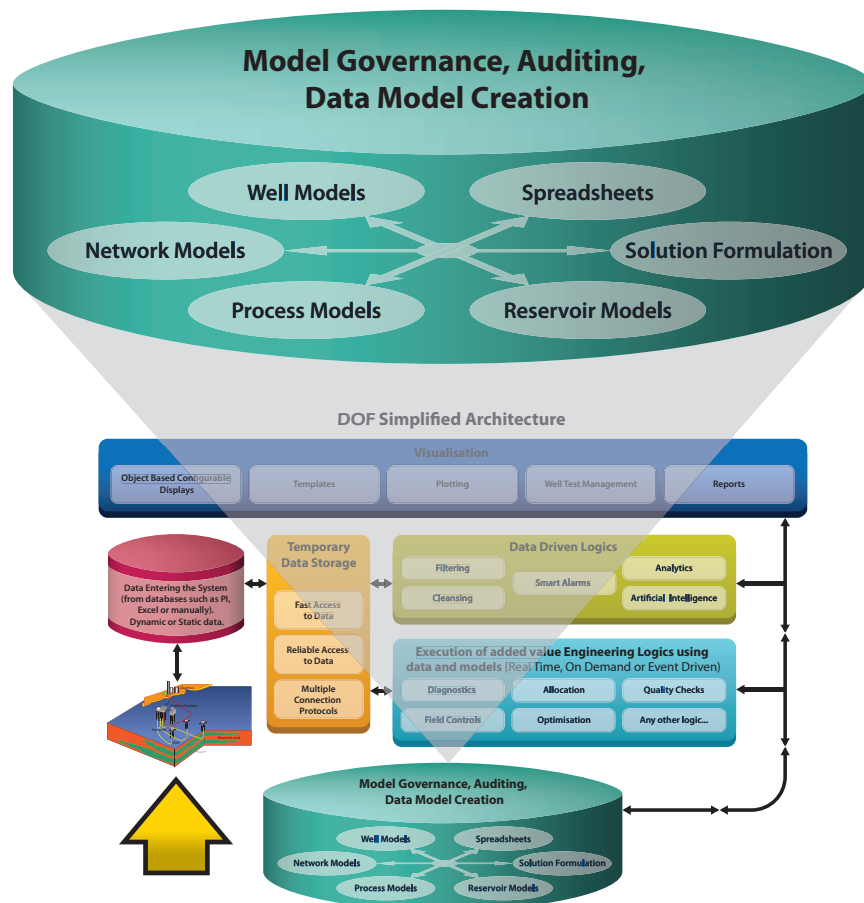 Model Governance, Auditing,
Data Model Creation
Well Models
Spreadsheets
Network Models
Solution Formulation
Process Models
Reservoir Models
DOF Simplified Architecture
Visualisation
Object Based Configurable
Displays
Templates
Plotting
Well Test Management
Reports
Data Entering the System
(from databases such as PI,
Excel or manually).
Dynamic or Static data.
Temporary
Data Storage
Fast Access
to Data
Reliable Access
to Data
Multiple
Connection
Protocols
Data Driven Logics
Filtering
Cleansing
Smart Alarms
Analytics
Artificial Intelligence
Execution of added value Engineering Logics using
data and models (Real Time, On Demand or Event Driven)
Diagnostics
Allocation
Quality Checks
Field Controls
Optimisation
Any other logic...
Model Governance, Auditing,
Data Model Creation
Well Models
Spreadsheets
Network Models
Solution Formulation
Process Models
Reservoir Models